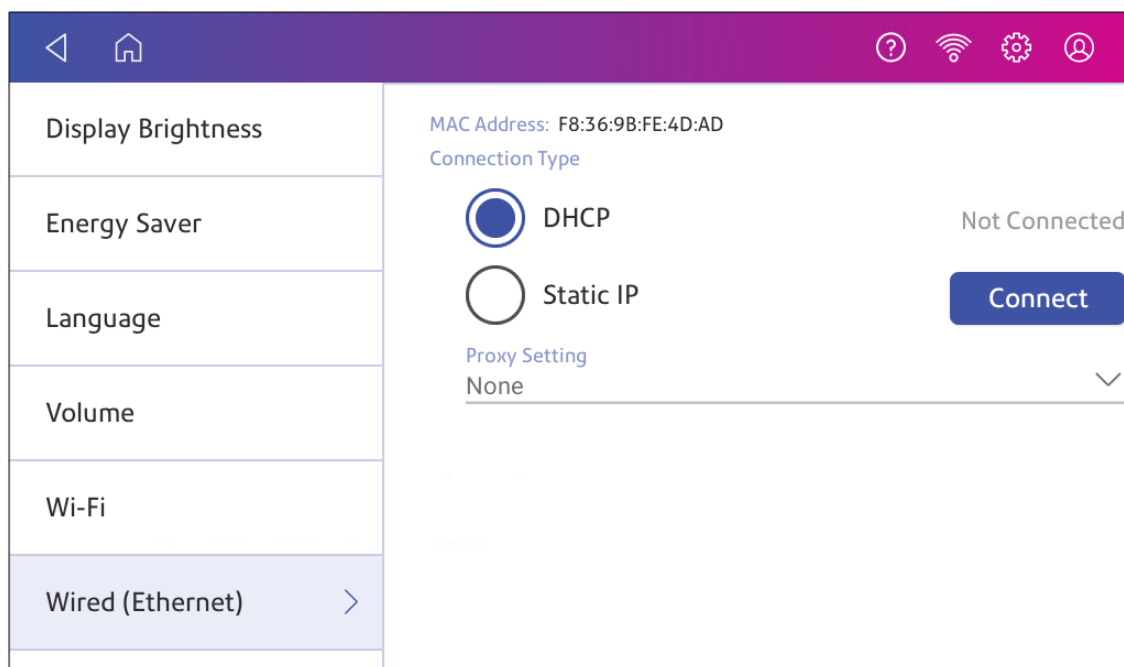 Display Brightness
Energy Saver
Language
Volume
Wi-Fi
Wired (Ethernet)
MAC Address: F8:36:9B:FE:4D:AD
Connection Type
DHCP
Not Connected
Static IP
Connect
Proxy Setting
None